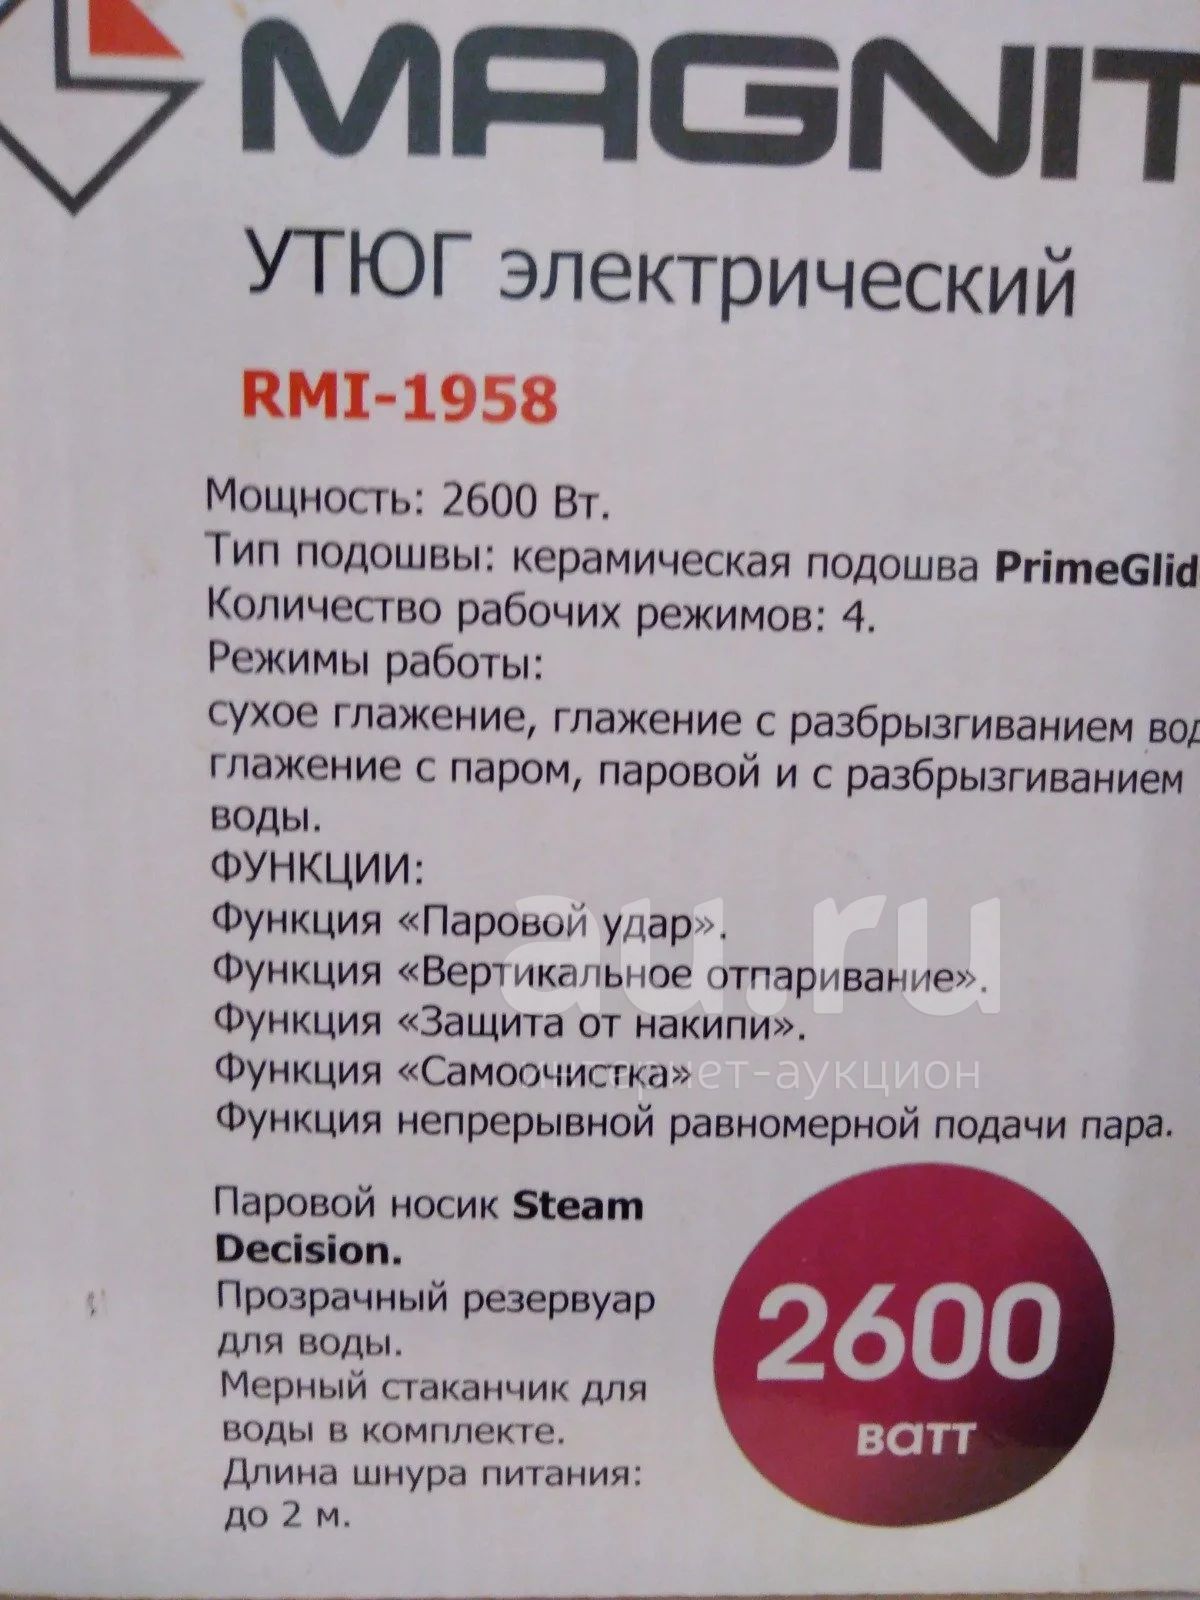 MAGNIT
УТЮГ электрический
RMI-1958
Мощность: 2600 Вт.
Тип подошвы: керамическая подошва PrimeGlid
Количество рабочих режимов: 4.
Режимы работы:
сухое глажение, глажение с разбрызгиванием вод
глажение с паром, паровой и с разбрызгиванием
воды.
ФУНКЦИИ:
Функция «Паровой удар».
Функция «Вертикальное отпаривание».
Функция «Защита от накипи».
Функция «Самоочистка»
Функция непрерывной равномерной подачи пара.
au.ru
интернет-аукцион
Паровой носик Steam
Decision.
Прозрачный резервуар
для воды.
Мерный стаканчик для
воды в комплекте.
Длина шнура питания:
до 2 м.
2600
ватт